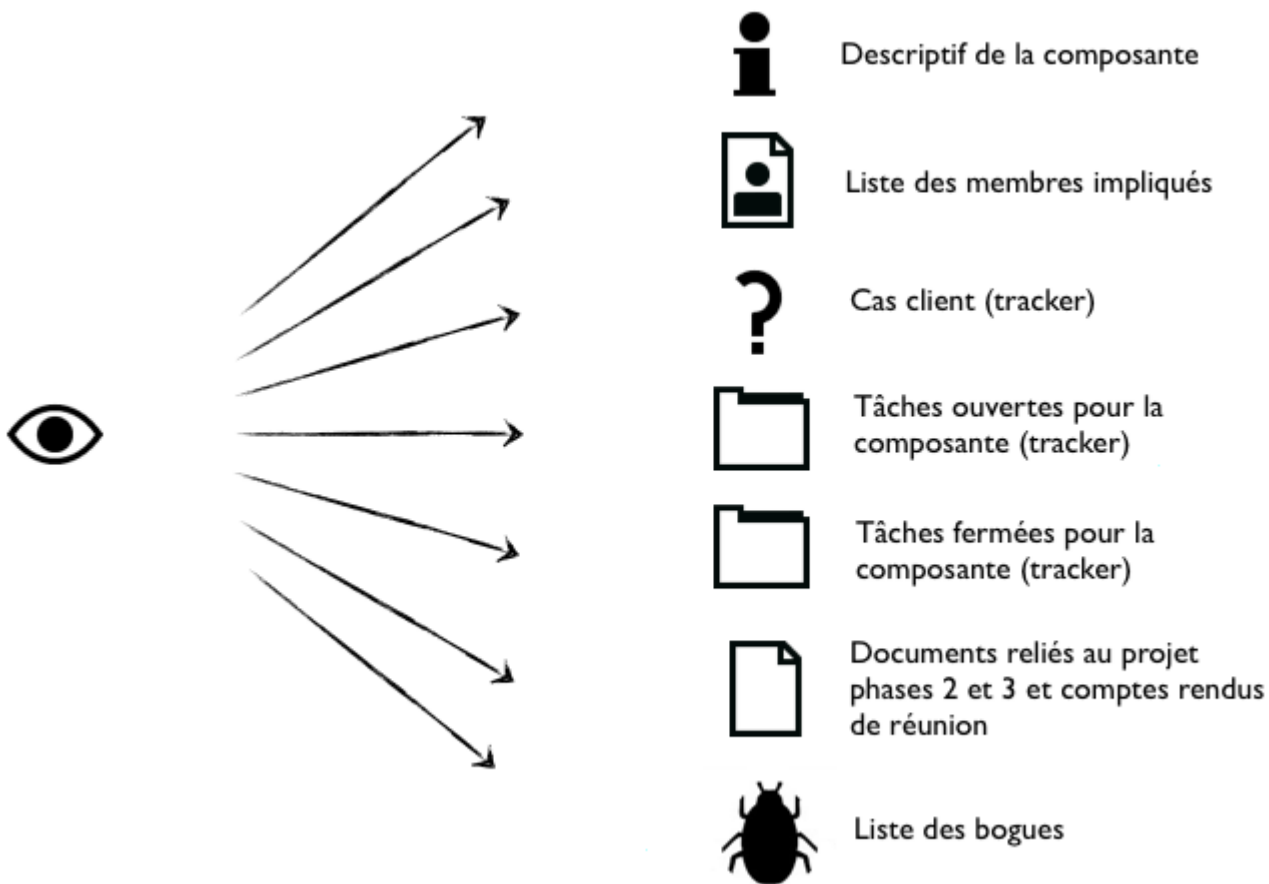 Descriptif de la composante
Liste des membres impliqués
Cas client (tracker)
Tâches ouvertes pour la
composante (tracker)
Tâches fermées pour la
composante (tracker)
Documents reliés au projet
phases 2 et 3 et comptes rendus
de réunion
Liste des bogues